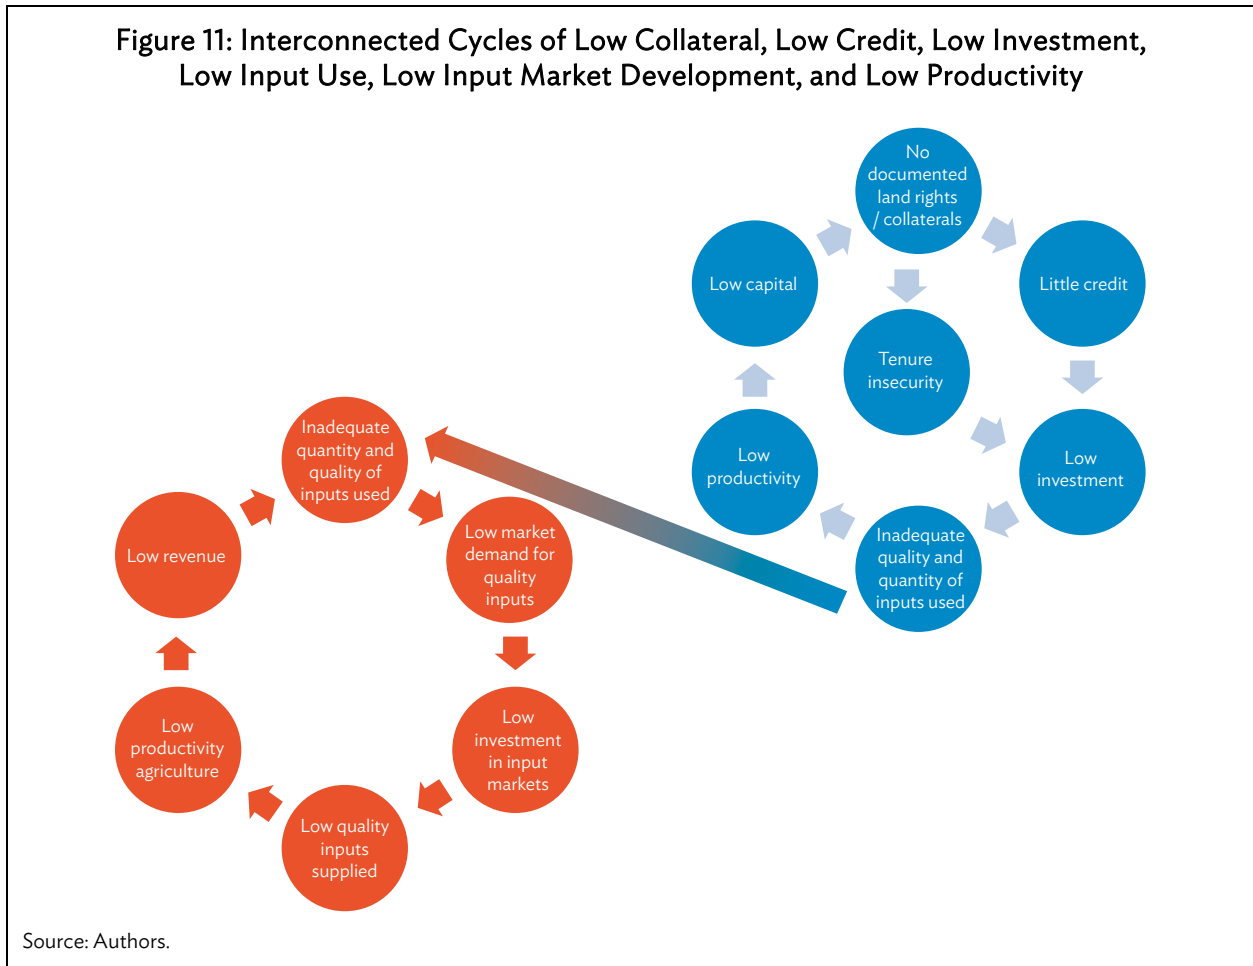 Figure 11: Interconnected Cycles of Low Collateral, Low Credit, Low Investment,
Low Input Use, Low Input Market Development, and Low Productivity
No
documented
land rights
/ collaterals
Low capital
Little credit
Tenure
insecurity
Low
productivity
Low
investment
Inadequate
quality and
quantity of
inputs used
Inadequate
quantity and
quality of
inputs used
Low revenue
Low market
demand for
quality
inputs
Low
productivity
agriculture
Low
investment
in input
markets
Low quality
inputs
supplied
Source: Authors.